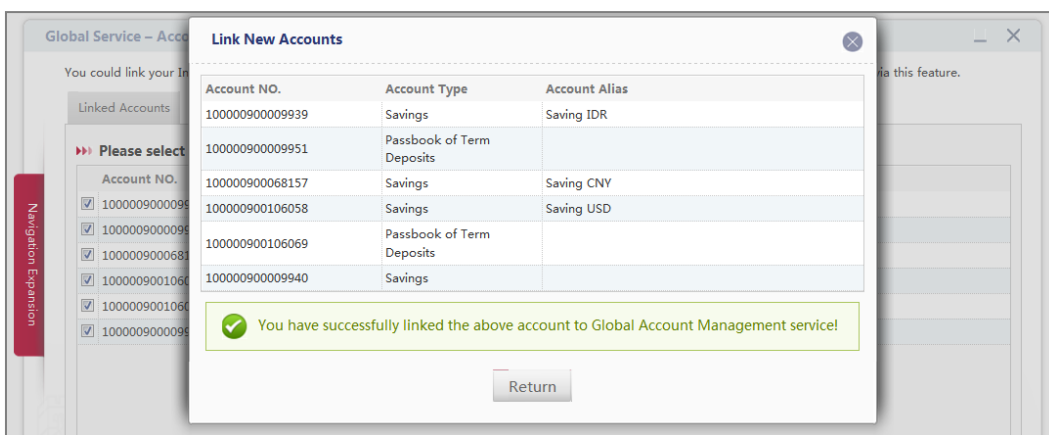 Global Service – Acco
Link New Accounts
You could link your In
via this feature.
Account NO. Account Type Account Alias
Linked Accounts
100000900009939 Savings Saving IDR
Please select
100000900009951 Passbook of Term Deposits
Account NO.
100000900068157 Savings Saving CNY
100000900106058 Savings Saving USD
100000900106069 Passbook of Term Deposits
100000900009940 Savings
1000009000099
1000009000099
10000090000681
1000009001060
1000009001060
1000009000099
Navigation Expansion
You have successfully linked the above account to Global Account Management service!
Return